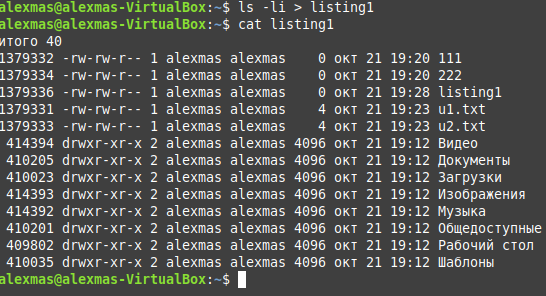 alexmas@alexmas-VirtualBox:~$ ls -li > listing1
alexmas@alexmas-VirtualBox:~$ cat listing1
итого 40
1379332 -rw-rw-r-- 1 alexmas alexmas    0 окт 21 19:20 111
1379334 -rw-rw-r-- 1 alexmas alexmas    0 окт 21 19:20 222
1379336 -rw-rw-r-- 1 alexmas alexmas    0 окт 21 19:28 listing1
1379331 -rw-rw-r-- 1 alexmas alexmas    4 окт 21 19:23 u1.txt
1379333 -rw-rw-r-- 1 alexmas alexmas    4 окт 21 19:23 u2.txt
 414394 drwxr-xr-x 2 alexmas alexmas 4096 окт 21 19:12 Видео
 410205 drwxr-xr-x 2 alexmas alexmas 4096 окт 21 19:12 Документы
 410023 drwxr-xr-x 2 alexmas alexmas 4096 окт 21 19:12 Загрузки
 414393 drwxr-xr-x 2 alexmas alexmas 4096 окт 21 19:12 Изображения
 414392 drwxr-xr-x 2 alexmas alexmas 4096 окт 21 19:12 Музыка
 410201 drwxr-xr-x 2 alexmas alexmas 4096 окт 21 19:12 Общедоступные
 409802 drwxr-xr-x 2 alexmas alexmas 4096 окт 21 19:12 Рабочий стол
 410035 drwxr-xr-x 2 alexmas alexmas 4096 окт 21 19:12 Шаблоны
alexmas@alexmas-VirtualBox:~$